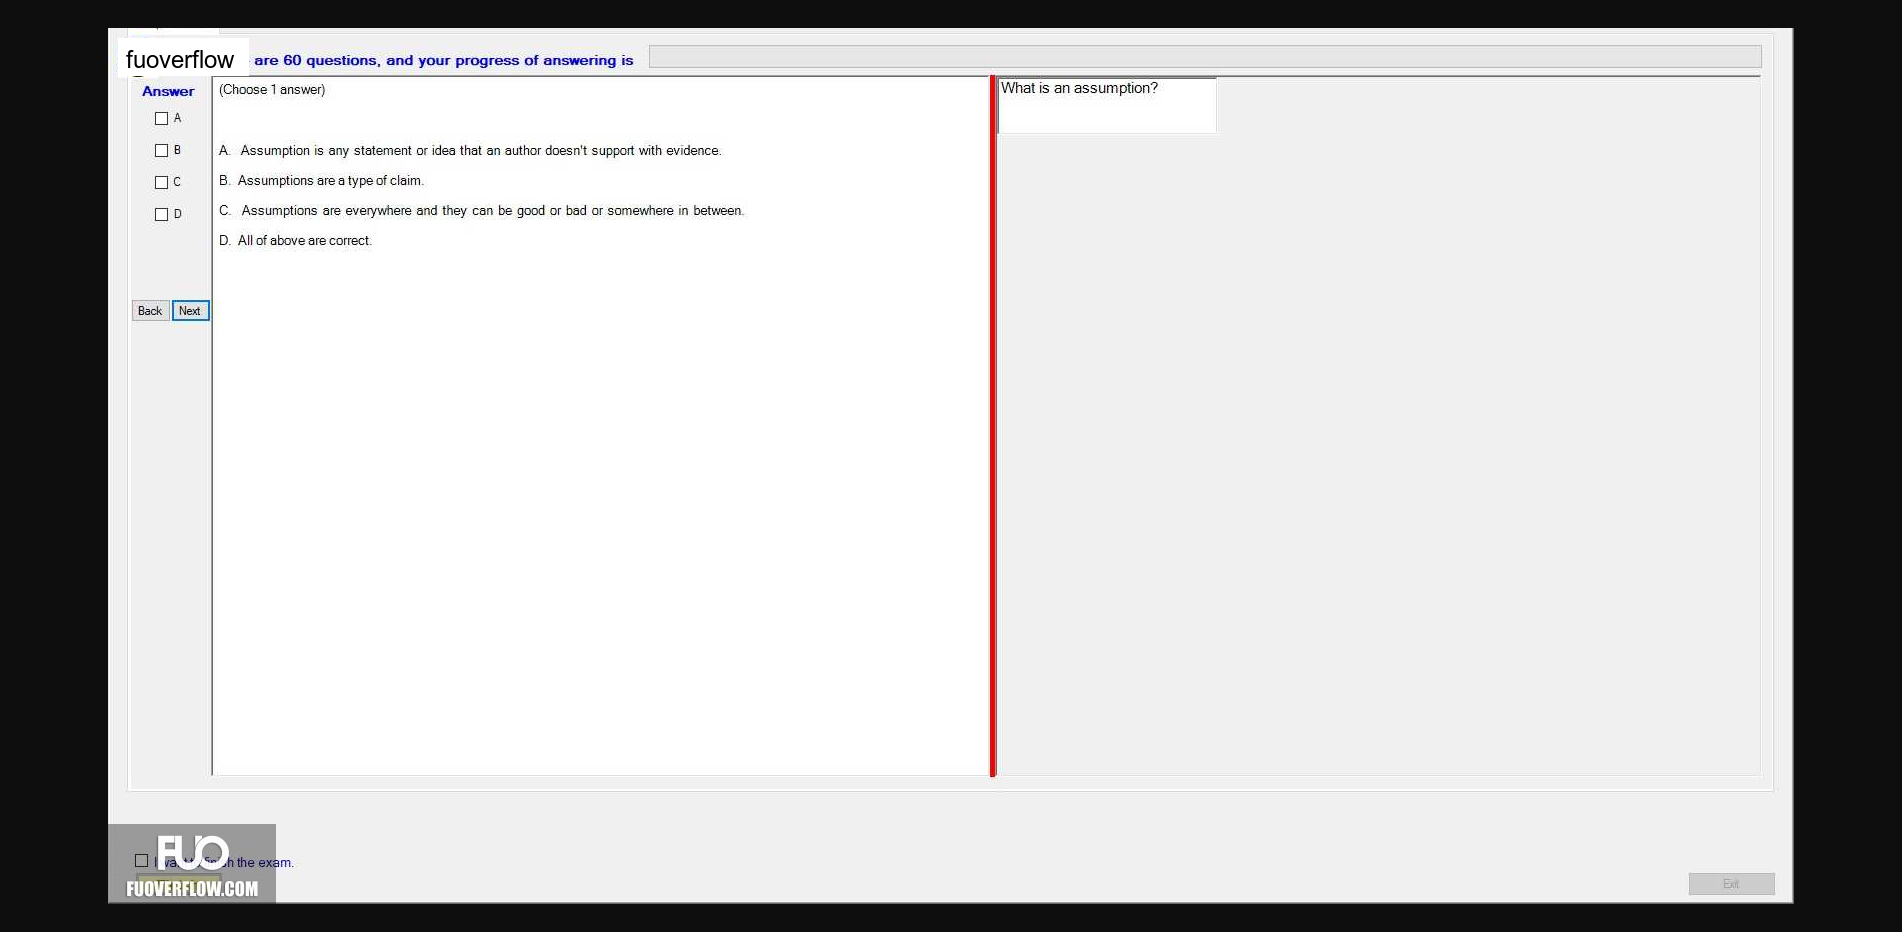 fuoverflow are 60 questions, and your progress of answering is
Answer
(Choose 1 answer)
What is an assumption?
A
B
C
D
A. Assumption is any statement or idea that an author doesn't support with evidence.
B. Assumptions are a type of claim.
C. Assumptions are everywhere and they can be good or bad or somewhere in between.
D. All of above are correct.
Back Next
FUO
I want to finish the exam.
FUOVERFLOW.COM
Exit